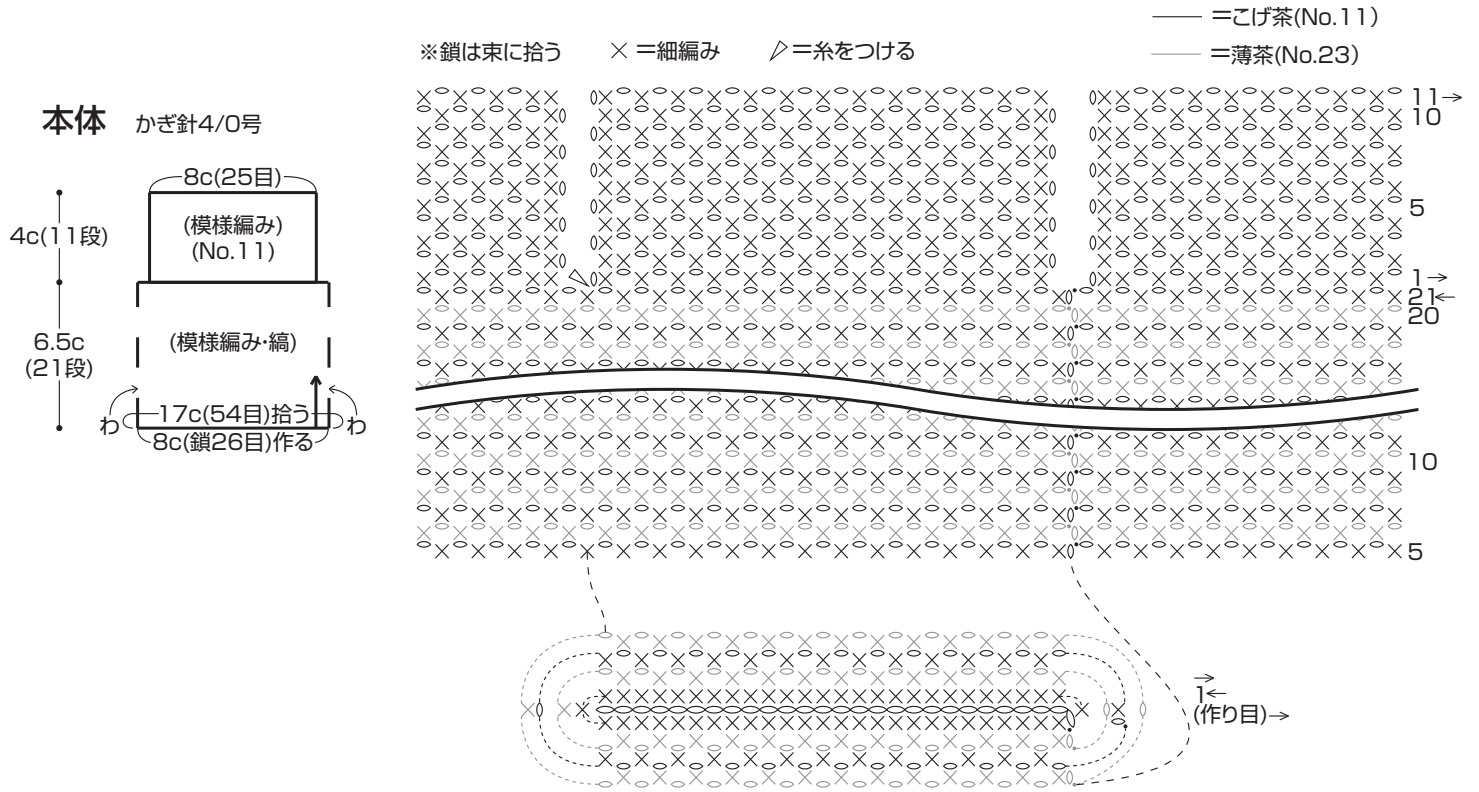 =こげ茶(No.11)
※鎖は束に拾う ×=細編み =糸をつける
=薄茶(No.23)
本体 かぎ針4/0号
8c(25目)
(模様編み)
(No.11)
4c(11段)
6.5c
(21段)
(模様編み・縞)
17c(54目)拾う
わ わ
8c(鎖26目)作る
11→
10
5
1→
21←
20
10
5
→
1←
(作り目)→